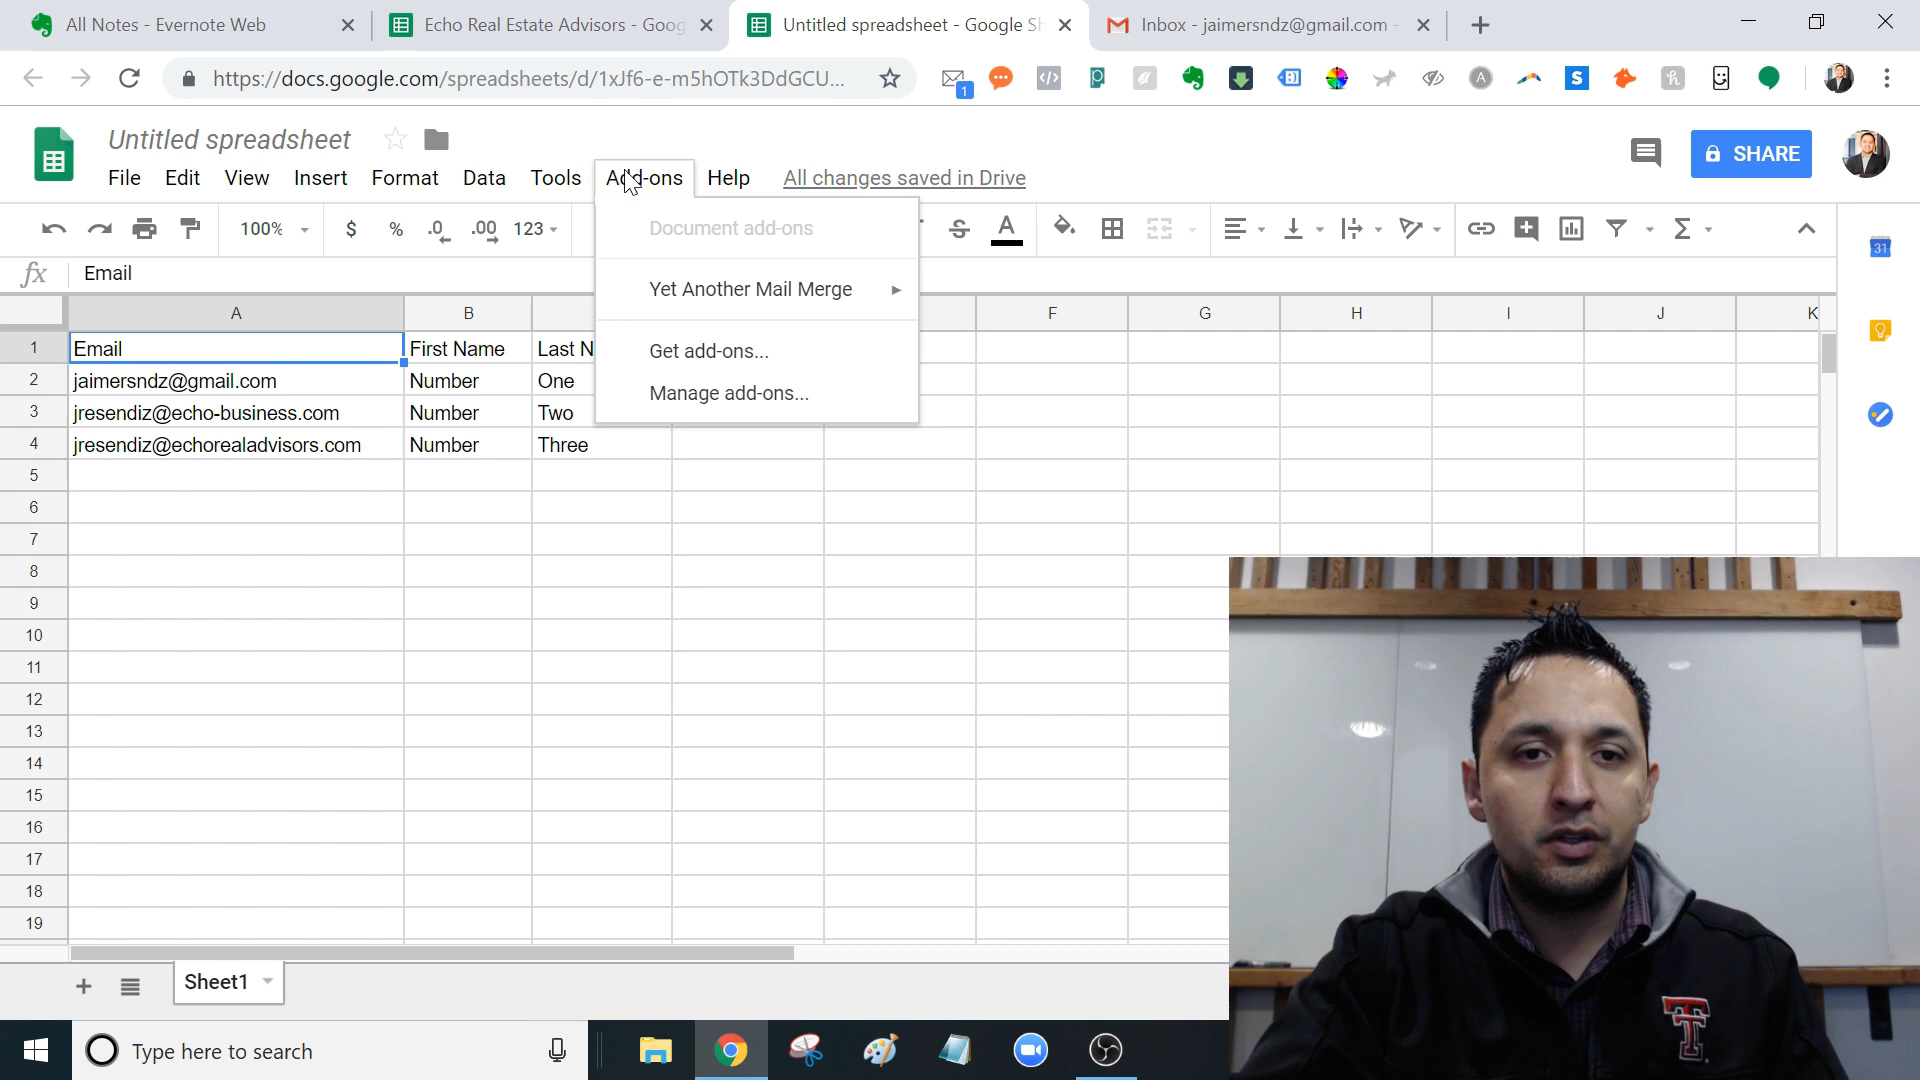 All Notes - Evernote Web
Echo Real Estate Advisors - Goog
Untitled spreadsheet - Google Sh
Inbox - jaimersndz@gmail.com -
https://docs.google.com/spreadsheets/d/1xJf6-e-m5hOTk3DdGCU...
1
Untitled spreadsheet
SHARE
File Edit View Insert Format Data Tools Add-ons Help All changes saved in Drive
100% $ % .0 .00 123
31
Document add-ons
Yet Another Mail Merge
Get add-ons...
Manage add-ons...
fx Email
A B F G H I J K
1 Email First Name Last N
2 jaimersndz@gmail.com Number One
3 jresendiz@echo-business.com Number Two
4 jresendiz@echorealadvisors.com Number Three
5
6
7
8
9
10
11
12
13
14
15
16
17
18
19
Sheet1
Type here to search
T